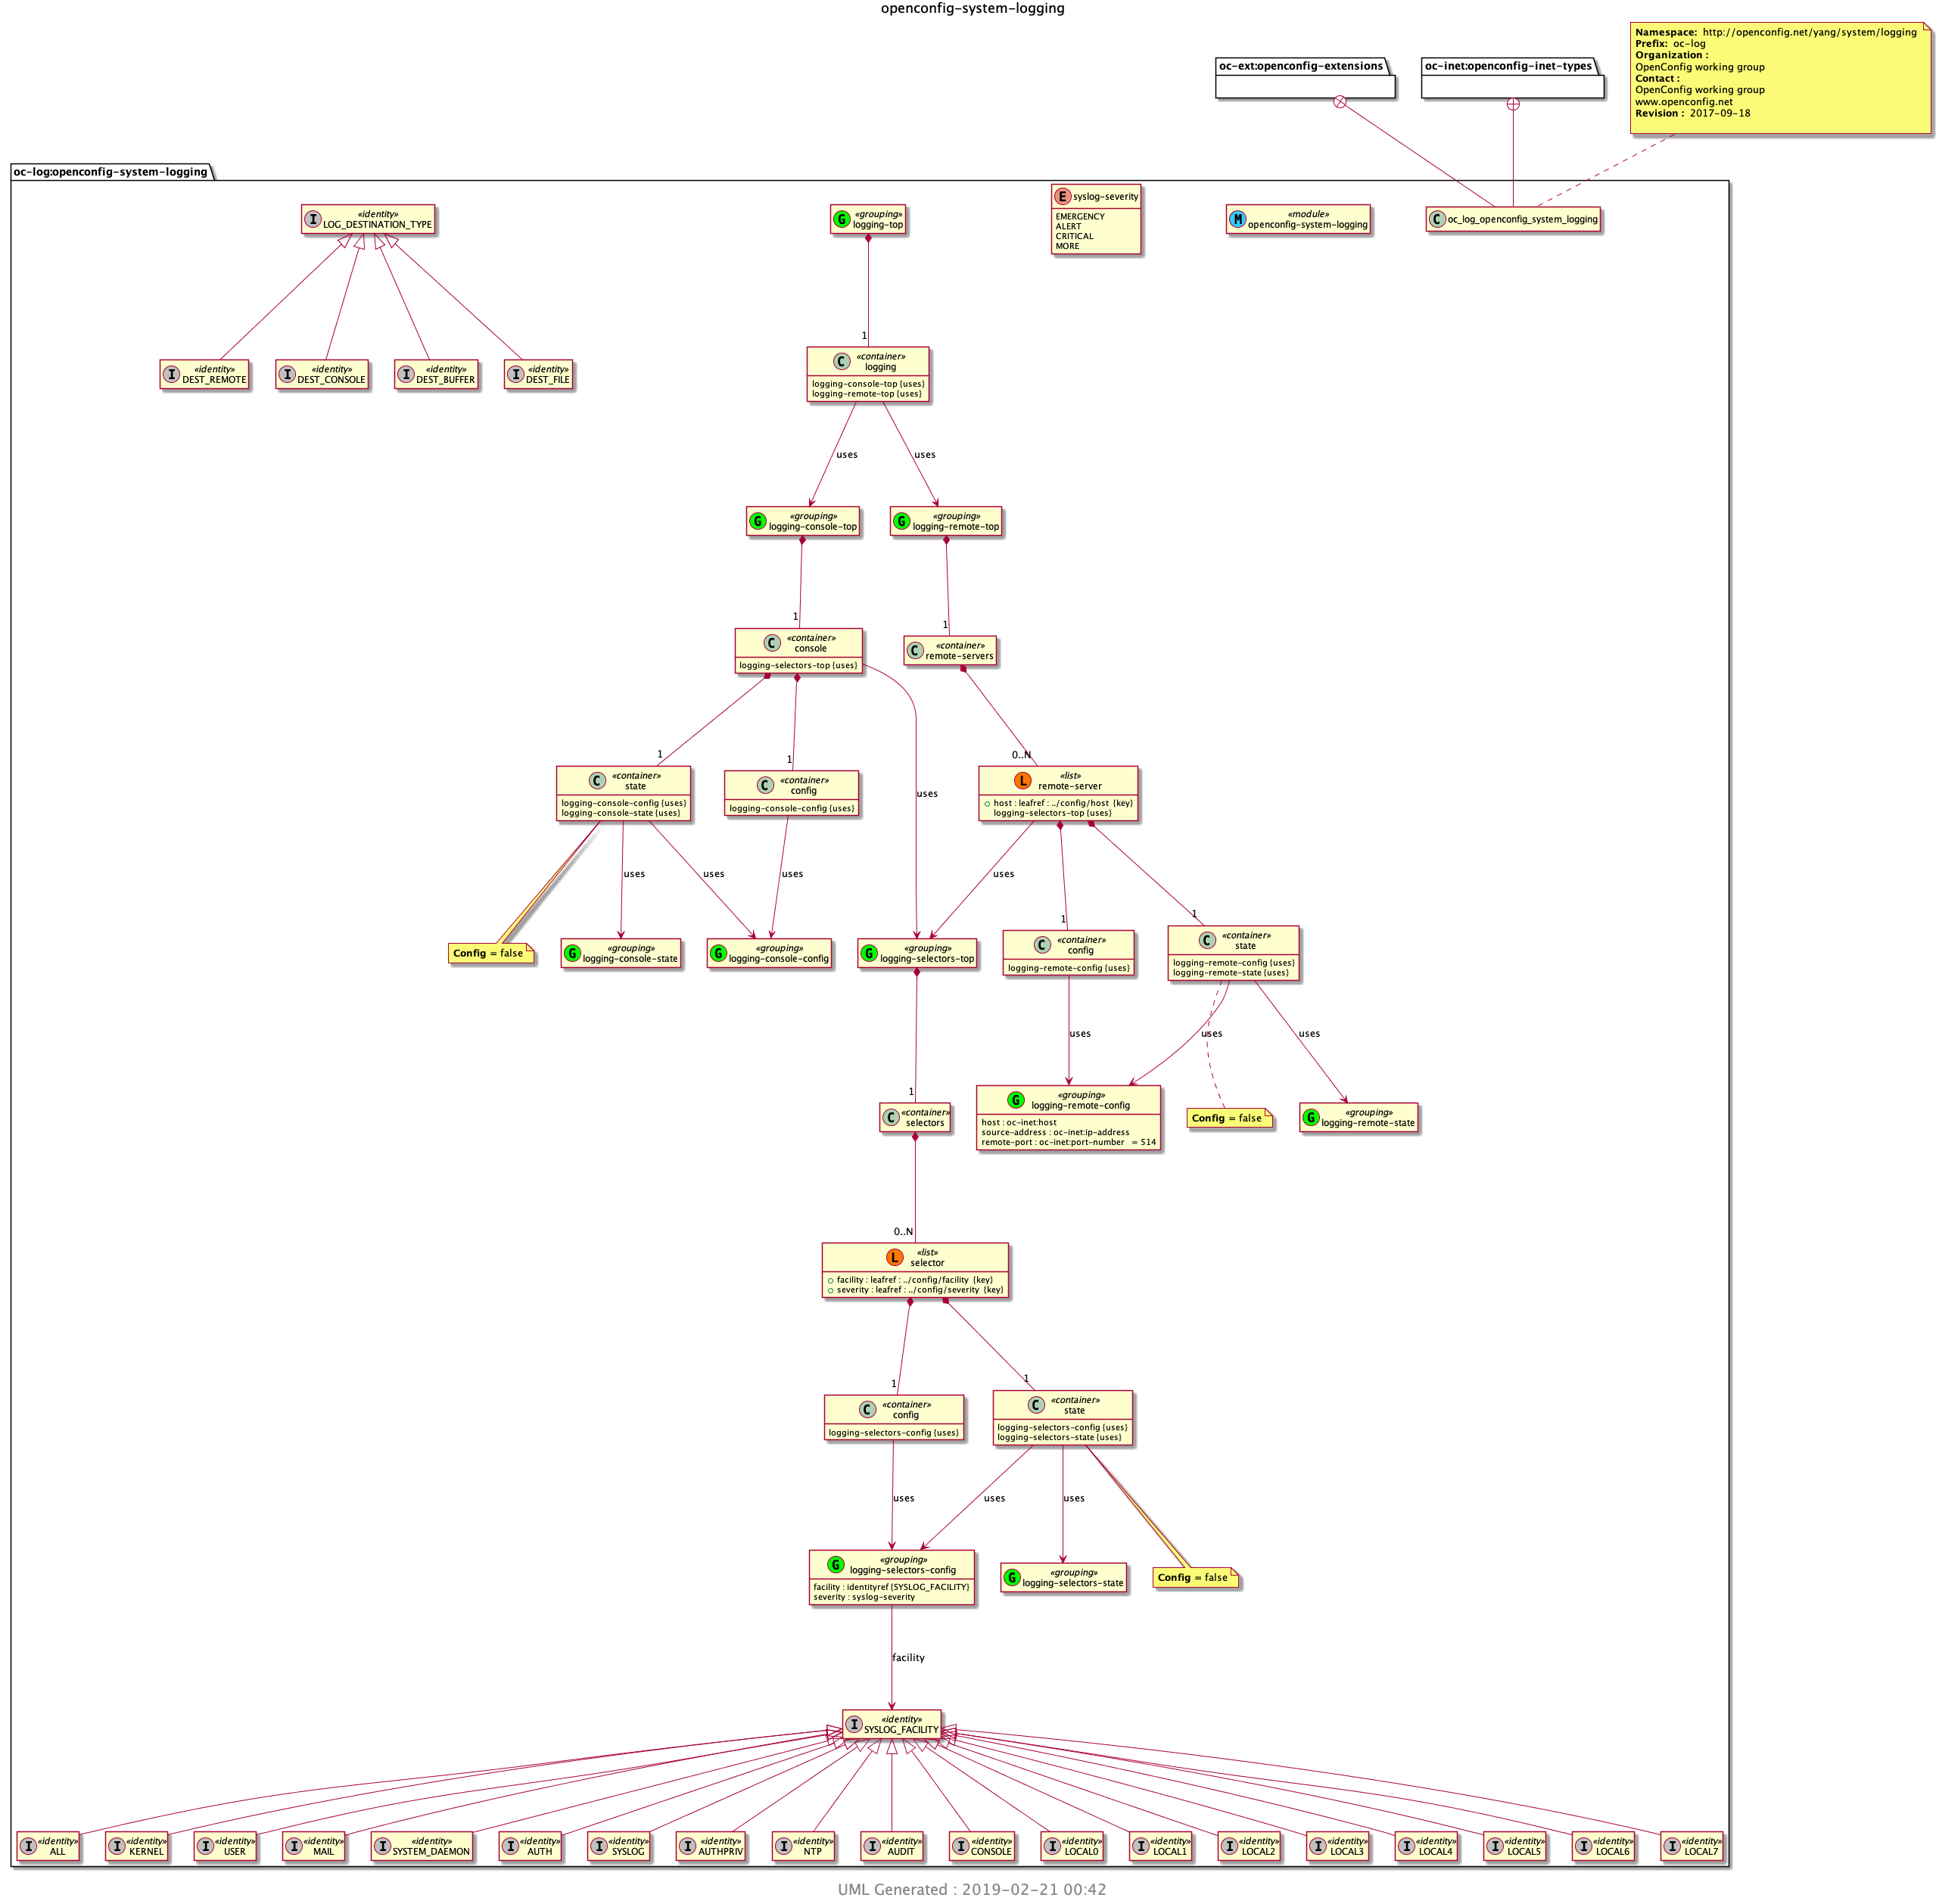 openconfig-system-logging
Namespace: http://openconfig.net/yang/system/logging
Prefix: oc-log
Organization :
OpenConfig working group
Contact :
OpenConfig working group
www.openconfig.net
Revision : 2017-09-18
oc-ext:openconfig-extensions
oc-inet:openconfig-inet-types
oc-log:openconfig-system-logging
I «identity»
LOG_DESTINATION_TYPE
G «grouping»
logging-top
E syslog-severity
EMERGENCY
ALERT
CRITICAL
MORE
M «module»
openconfig-system-logging
C oc_log_openconfig_system_logging
1
I «identity»
DEST_REMOTE
I «identity»
DEST_CONSOLE
I «identity»
DEST_BUFFER
I «identity»
DEST_FILE
C «container»
logging
logging-console-top {uses}
logging-remote-top {uses}
uses
uses
G «grouping»
logging-console-top
G «grouping»
logging-remote-top
1
1
C «container»
console
logging-selectors-top {uses}
C «container»
remote-servers
1
1
0..N
C «container»
state
logging-console-config {uses}
logging-console-state {uses}
C «container»
config
logging-console-config {uses}
uses
L «list»
remote-server
host : leafref : ../config/host {key}
logging-selectors-top {uses}
uses
uses
uses
uses
1
1
Config = false
G «grouping»
logging-console-state
G «grouping»
logging-console-config
G «grouping»
logging-selectors-top
C «container»
config
logging-remote-config {uses}
C «container»
state
logging-remote-config {uses}
logging-remote-state {uses}
uses
uses
uses
1
C «container»
selectors
G «grouping»
logging-remote-config
host : oc-inet:host
source-address : oc-inet:ip-address
remote-port : oc-inet:port-number = 514
Config = false
G «grouping»
logging-remote-state
0..N
L «list»
selector
facility : leafref : ../config/facility {key}
severity : leafref : ../config/severity {key}
1
1
C «container»
config
logging-selectors-config {uses}
C «container»
state
logging-selectors-config {uses}
logging-selectors-state {uses}
uses
uses
uses
G «grouping»
logging-selectors-config
facility : identityref {SYSLOG_FACILITY}
severity : syslog-severity
G «grouping»
logging-selectors-state
Config = false
facility
I «identity»
SYSLOG_FACILITY
I «identity»
ALL
I «identity»
KERNEL
I «identity»
USER
I «identity»
MAIL
I «identity»
SYSTEM_DAEMON
I «identity»
AUTH
I «identity»
SYSLOG
I «identity»
AUTHPRIV
I «identity»
NTP
I «identity»
AUDIT
I «identity»
CONSOLE
I «identity»
LOCAL0
I «identity»
LOCAL1
I «identity»
LOCAL2
I «identity»
LOCAL3
I «identity»
LOCAL4
I «identity»
LOCAL5
I «identity»
LOCAL6
I «identity»
LOCAL7
UML Generated : 2019-02-21 00:42